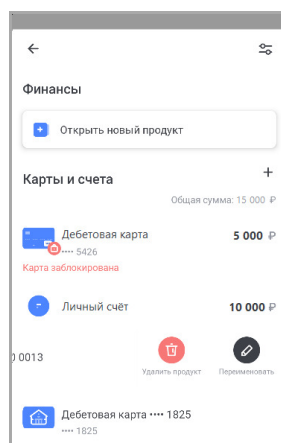 Финансы
Открыть новый продукт
Карты и счета
Общая сумма: 15 000 ₽
Дебетовая карта 5 000 ₽
•••• 5426
Карта заблокирована
Личный счёт 10 000 ₽
0013
Удалить продукт Переименовать
Дебетовая карта •••• 1825
•••• 1825